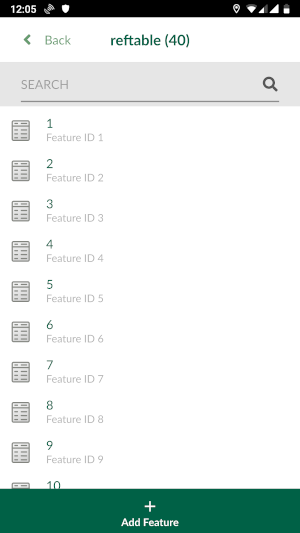 12:05
Back
reftable (40)
SEARCH
1
Feature ID 1
2
Feature ID 2
3
Feature ID 3
4
Feature ID 4
5
Feature ID 5
6
Feature ID 6
7
Feature ID 7
8
Feature ID 8
9
Feature ID 9
10
Add Feature